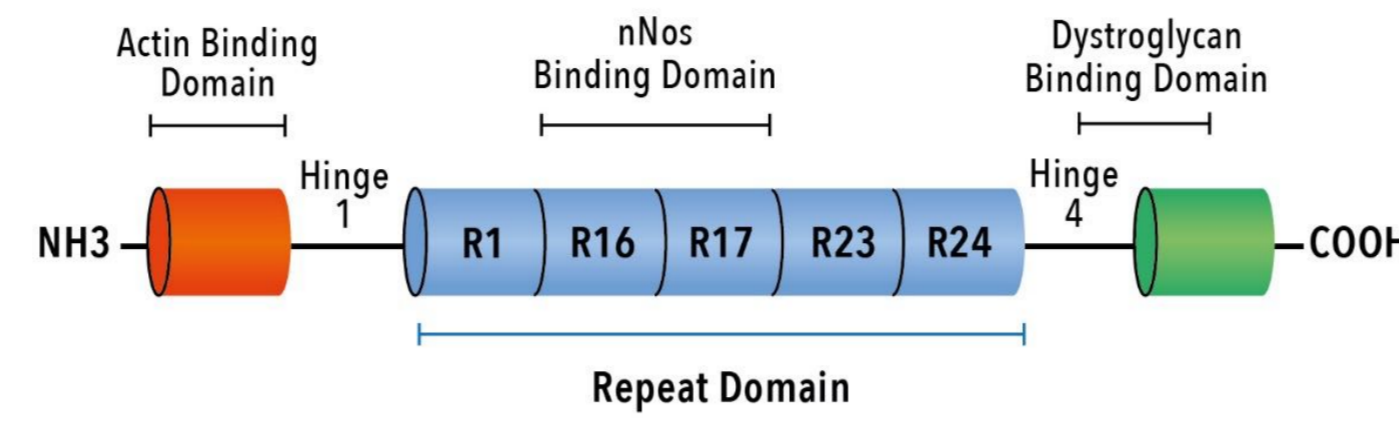 Actin Binding
Domain
nNos
Binding Domain
Dystroglycan
Binding Domain
Hinge
1
Hinge
4
NH3
R1
R16
R17
R23
R24
COOH
Repeat Domain